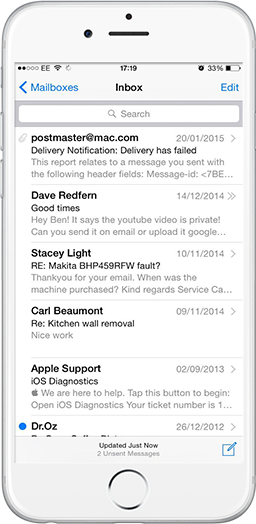 EE 17:19 33%
Mailboxes Inbox Edit
Search
postmaster@mac.com 20/01/2015
Delivery Notification: Delivery has failed
This report relates to a message you sent with
the following header fields: Message-id: <7BE...
Dave Redfern 14/12/2014
Good times
Hey Ben! It says the youtube video is private!
Can you send it on email or upload it google...
Stacey Light 10/11/2014
RE: Makita BHP459RFW fault?
Thankyou for your email. When was the
machine purchased? Kind regards Service Ca...
Carl Beaumont 09/11/2014
Re: Kitchen wall removal
Nice work
Apple Support 02/09/2013
iOS Diagnostics
We are here to help. Tap this button to begin:
Open iOS Diagnostics Your ticket number is 1...
Dr.Oz 26/12/2012
Updated Just Now
2 Unsent Messages